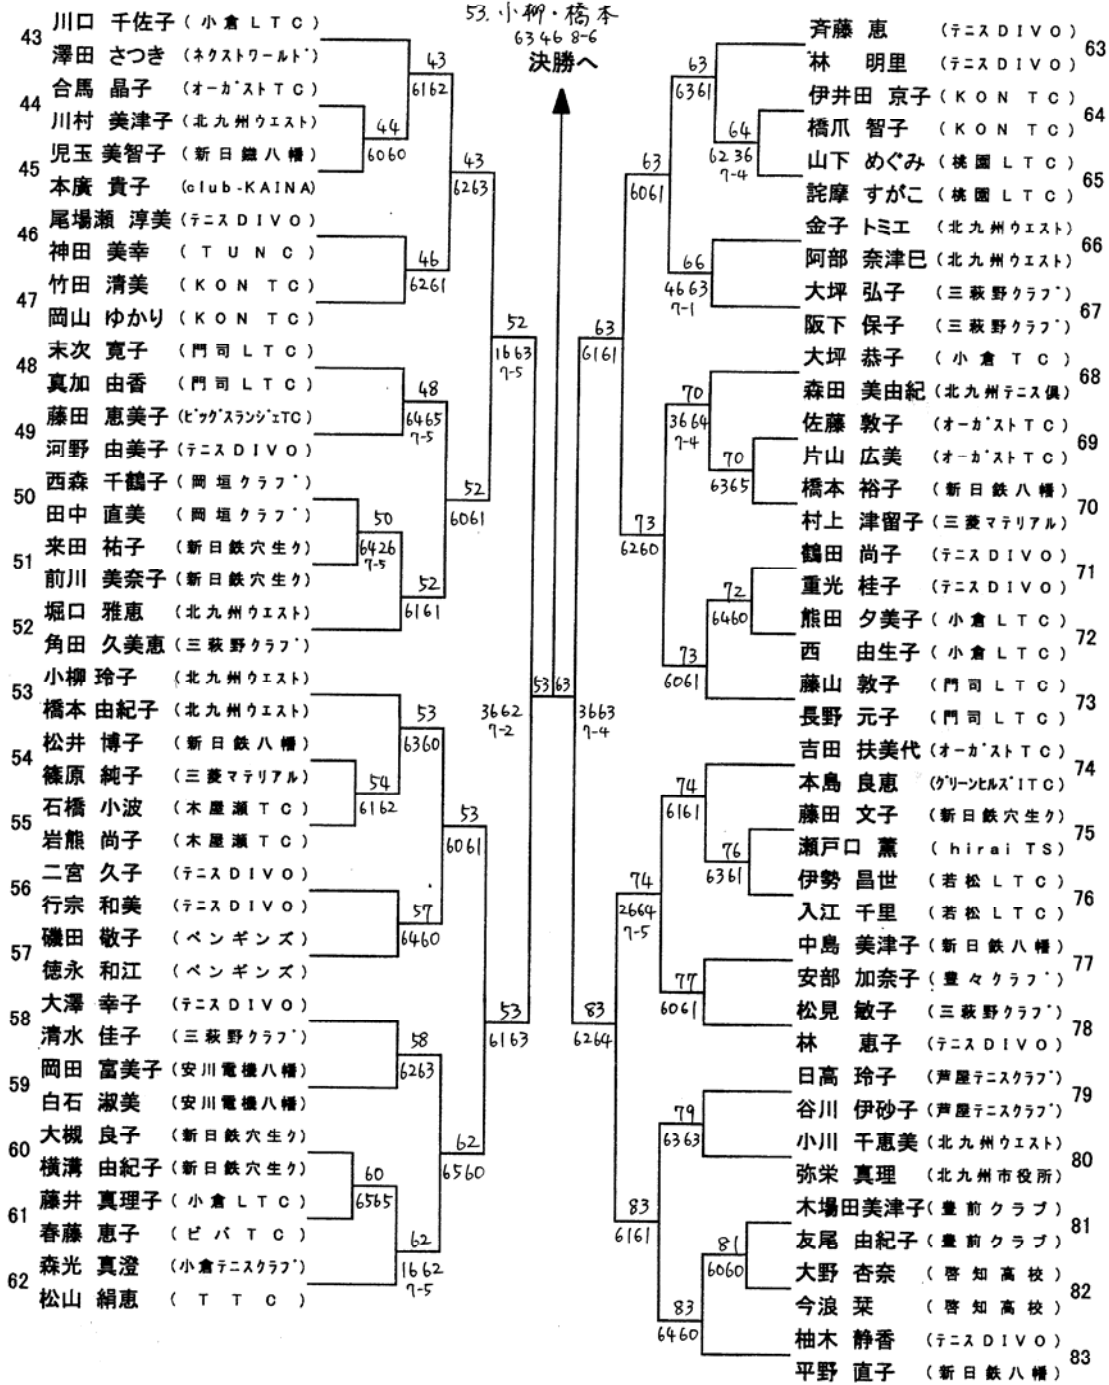 53. 小柳・橋本
63 46 8-6
決勝へ
43
川口 千佐子 (小倉LTC)
澤田 さつき (ネクストワールド)
44
合馬 晶子 (オーガストTC)
川村 美津子 (北九州ウエスト)
45
児玉 美智子 (新日鐵八幡)
本廣 貴子 (club-KAINA)
46
尾場瀬 淳美 (テニスDIVO)
神田 美幸 (TUNC)
47
竹田 清美 (KON TC)
岡山 ゆかり (KON TC)
48
末次 寛子 (門司LTC)
真加 由香 (門司LTC)
49
藤田 恵美子 (ビッグスランジェTC)
河野 由美子 (テニスDIVO)
50
西森 千鶴子 (岡垣クラブ)
田中 直美 (岡垣クラブ)
51
来田 祐子 (新日鉄穴生ク)
前川 美奈子 (新日鉄穴生ク)
52
堀口 雅恵 (北九州ウエスト)
角田 久美恵 (三萩野クラブ)
53
小柳 玲子 (北九州ウエスト)
橋本 由紀子 (北九州ウエスト)
54
松井 博子 (新日鉄八幡)
篠原 純子 (三菱マテリアル)
55
石橋 小波 (木屋瀬TC)
岩熊 尚子 (木屋瀬TC)
56
二宮 久子 (テニスDIVO)
行宗 和美 (テニスDIVO)
57
磯田 敬子 (ペンギンズ)
徳永 和江 (ペンギンズ)
58
大澤 幸子 (テニスDIVO)
清水 佳子 (三萩野クラブ)
59
岡田 富美子 (安川電機八幡)
白石 淑美 (安川電機八幡)
60
大槻 良子 (新日鉄穴生ク)
横溝 由紀子 (新日鉄穴生ク)
61
藤井 真理子 (小倉LTC)
春藤 恵子 (ビバTC)
62
森光 真澄 (小倉テニスクラブ)
松山 絹恵 (TTC)
43
6162
44
6060
43
6263
46
6261
52
1663
7-5
48
6465
7-5
52
6061
50
6426
7-5
52
6161
53
3662
7-2
53
6360
54
6162
53
6061
57
6460
53
6163
58
6263
62
6560
60
6565
62
1662
7-5
63
3663
7-4
63
6361
64
6236
7-4
63
6061
66
4663
7-1
63
6161
70
3664
7-4
70
6365
73
6260
72
6460
73
6061
74
6161
76
6361
74
2664
7-5
77
6061
83
6264
79
6363
83
6161
81
6060
83
6460
斉藤 恵 (テニスDIVO)
63
林 明里 (テニスDIVO)
伊井田 京子 (KON TC)
64
橋爪 智子 (KON TC)
山下 めぐみ (桃園LTC)
65
詫摩 すがこ (桃園LTC)
金子 トミエ (北九州ウエスト)
66
阿部 奈津巳 (北九州ウエスト)
大坪 弘子 (三萩野クラブ)
67
阪下 保子 (三萩野クラブ)
大坪 恭子 (小倉TC)
68
森田 美由紀 (北九州テニス倶)
佐藤 敦子 (オーガストTC)
69
片山 広美 (オーガストTC)
橋本 裕子 (新日鉄八幡)
70
村上 津留子 (三菱マテリアル)
鶴田 尚子 (テニスDIVO)
71
重光 桂子 (テニスDIVO)
熊田 夕美子 (小倉LTC)
72
西 由生子 (小倉LTC)
藤山 敦子 (門司LTC)
73
長野 元子 (門司LTC)
吉田 扶美代 (オーガストTC)
74
本島 良恵 (グリーンヒルズITC)
藤田 文子 (新日鉄穴生ク)
75
瀬戸口 薫 (hirai TS)
伊勢 昌世 (若松LTC)
76
入江 千里 (若松LTC)
中島 美津子 (新日鉄八幡)
77
安部 加奈子 (豊々クラブ)
松見 敏子 (三萩野クラブ)
78
林 恵子 (テニスDIVO)
日高 玲子 (芦屋テニスクラブ)
79
谷川 伊砂子 (芦屋テニスクラブ)
小川 千恵美 (北九州ウエスト)
80
弥栄 真理 (北九州市役所)
木場田美津子 (豊前クラブ)
81
友尾 由紀子 (豊前クラブ)
大野 杏奈 (啓知高校)
82
今浪 栞 (啓知高校)
柚木 静香 (テニスDIVO)
83
平野 直子 (新日鉄八幡)